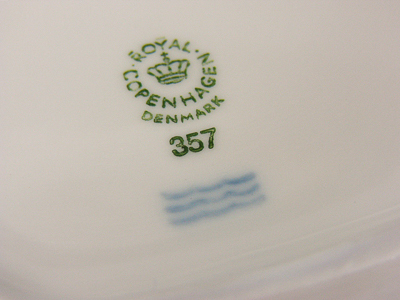 ROYAL
COPENHAGEN
DENMARK
357